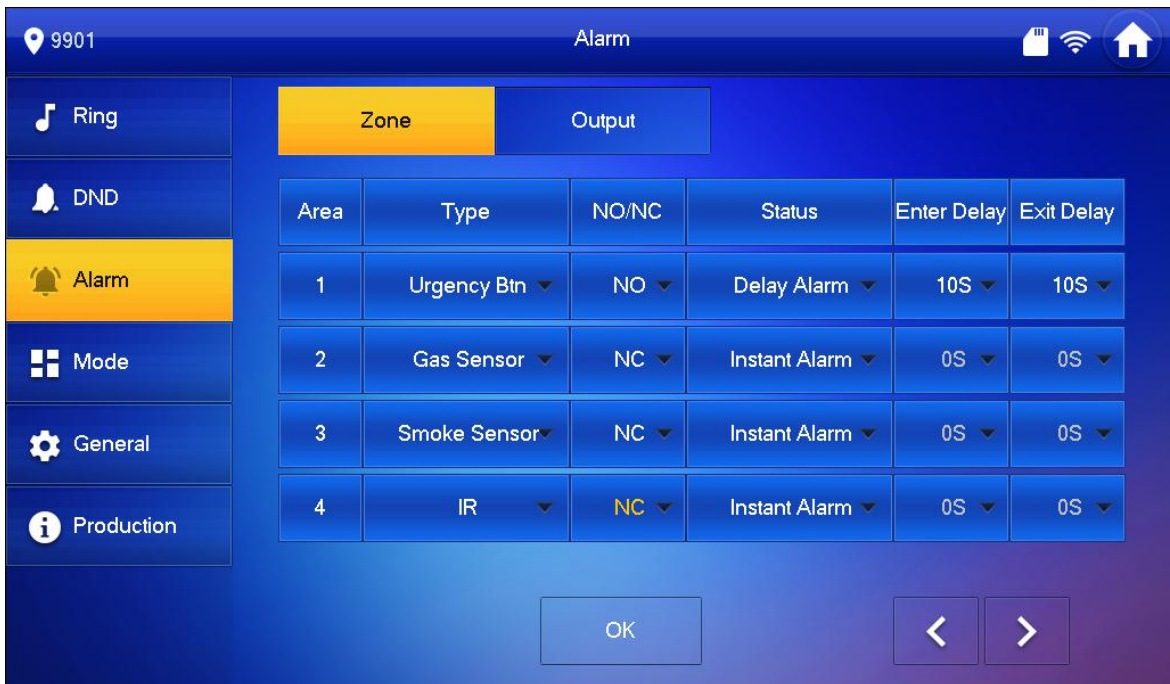 9901 Alarm
Ring
DND
Alarm
Mode
General
Production
Zone Output
Area Type NO/NC Status Enter Delay Exit Delay
1 Urgency Btn NO Delay Alarm 10S 10S
2 Gas Sensor NC Instant Alarm 0S 0S
3 Smoke Sensor NC Instant Alarm 0S 0S
4 IR NC Instant Alarm 0S 0S
OK